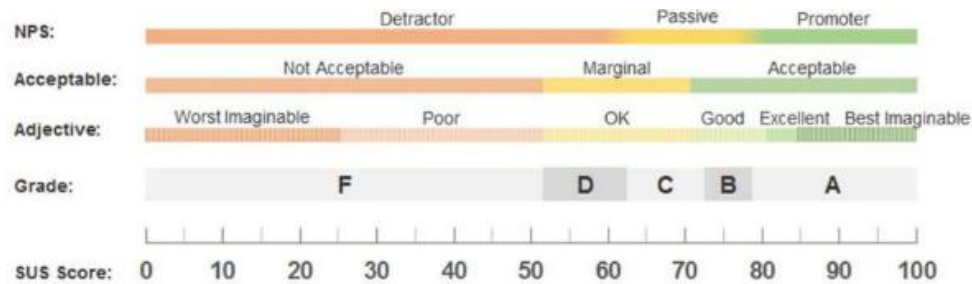 NPS: Detractor Passive Promoter
Acceptable: Not Acceptable Marginal Acceptable
Adjective: Worst Imaginable Poor OK Good Excellent Best Imaginable
Grade: F D C B A
SUS Score: 0 10 20 30 40 50 60 70 80 90 100